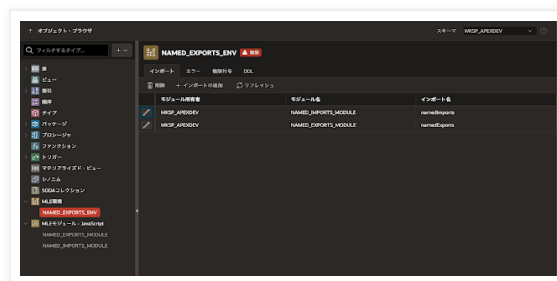 ↑ オブジェクト・ブラウザ
スキーマ WKSP_APEXDEV
フィルタするタイプ...
NAMED_EXPORTS_ENV 無効
インポート エラー 権限付与 DDL
削除 + インポートの追加 リフレッシュ
モジュール所有者 モジュール名 インポート名
WKSP_APEXDEV NAMED_IMPORTS_MODULE namedImports
WKSP_APEXDEV NAMED_EXPORTS_MODULE namedExports
表
ビュー
索引
順序
タイプ
パッケージ
プロシージャ
ファンクション
トリガー
マテリアライズド・ビュー
シノニム
SODAコレクション
MLE環境
NAMED_EXPORTS_ENV
MLEモジュール - JavaScript
NAMED_EXPORTS_MODULE
NAMED_IMPORTS_MODULE